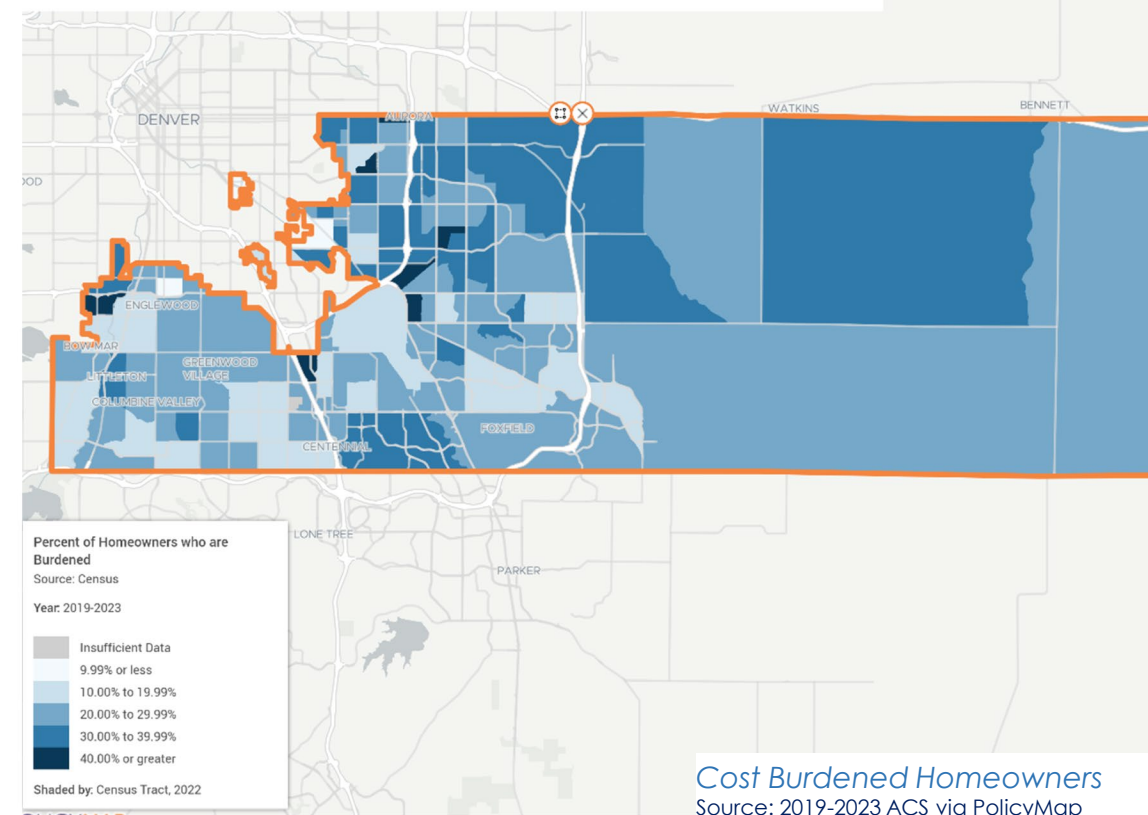 WATKINS
BENNETT
AURORA
DENVER
OOD
ENGLEWOOD
BOW MAR
GREENWOOD
VILLAGE
LITTLETON
COLUMBINE VALLEY
FOXFIELD
CENTENNIAL
LONE TREE
PARKER
Percent of Homeowners who are
Burdened
Source: Census
Year: 2019-2023
Insufficient Data
9.99% or less
10.00% to 19.99%
20.00% to 29.99%
30.00% to 39.99%
40.00% or greater
Shaded by: Census Tract, 2022
Cost Burdened Homeowners
Source: 2019-2023 ACS via PolicyMap